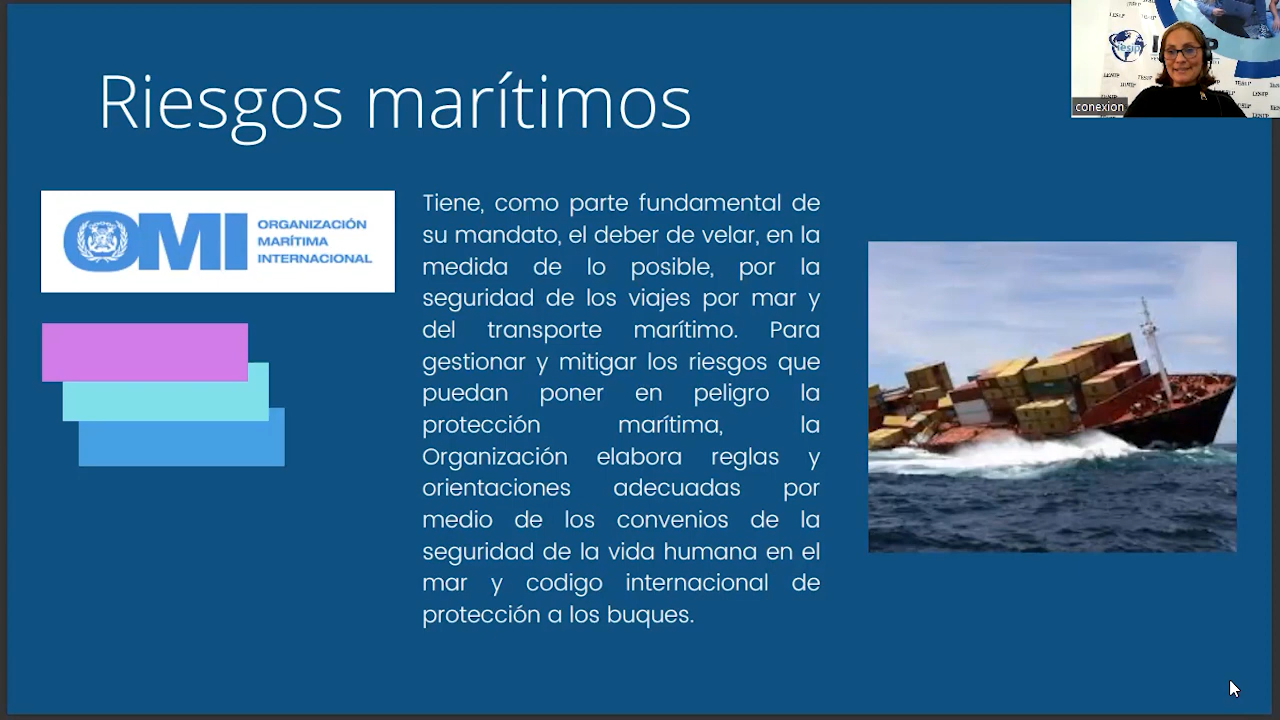 Riesgos marítimos
OMI
ORGANIZACIÓN
MARÍTIMA
INTERNACIONAL
Tiene, como parte fundamental de
su mandato, el deber de velar, en la
medida de lo posible, por la
seguridad de los viajes por mar y
del transporte marítimo. Para
gestionar y mitigar los riesgos que
puedan poner en peligro la
protección marítima, la
Organización elabora reglas y
orientaciones adecuadas por
medio de los convenios de la
seguridad de la vida humana en el
mar y codigo internacional de
protección a los buques.
conexion